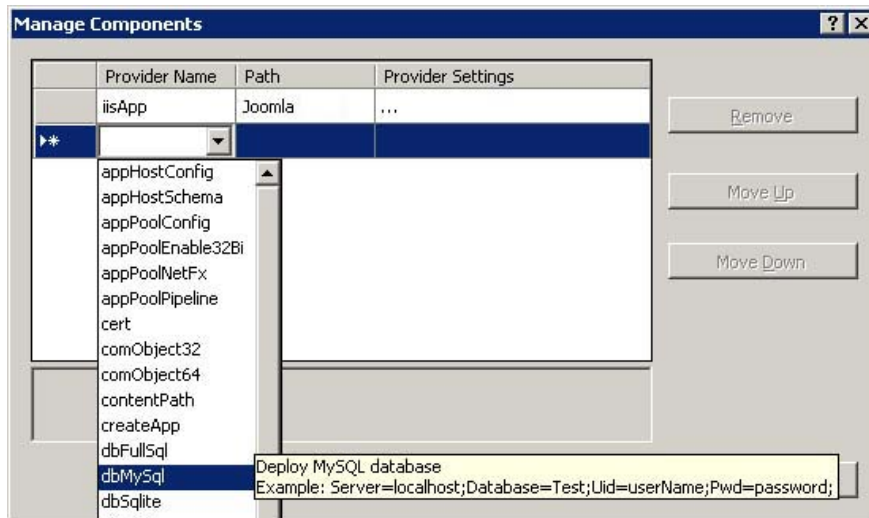 Manage Components
Provider Name Path Provider Settings
iisApp Joomla ...
Remove
Move Up
Move Down
appHostConfig
appHostSchema
appPoolConfig
appPoolEnable32Bi
appPoolNetFx
appPoolPipeline
cert
comObject32
comObject64
contentPath
createApp
dbFullSql
dbMySql
Deploy MySQL database
Example: Server=localhost;Database=Test;Uid=userName;Pwd=password;
dbSqlite